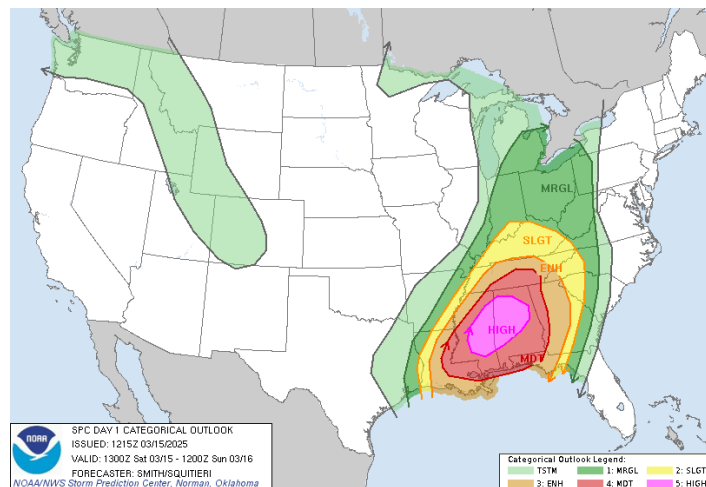 MRGL
SLGT
ENH
HIGH
MDT
NOAA
SPC DAY 1 CATEGORICAL OUTLOOK
ISSUED: 1215Z 03/15/2025
VALID: 1300Z Sat 03/15 - 1200Z Sun 03/16
FORECASTER: SMITH/SQUITIERI
NOAA/NWS Storm Prediction Center, Norman, Oklahoma
Categorical Outlook Legend:
TSTM 1: MRGL 2: SLGT
3: ENH 4: MDT 5: HIGH